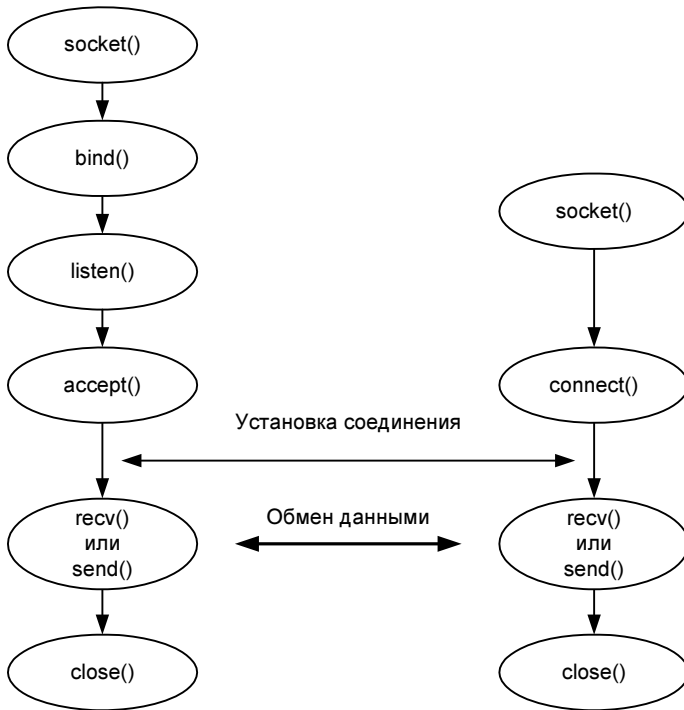 socket()
bind()
socket()
listen()
accept()
connect()
Установка соединения
recv()
или
send()
Обмен данными
recv()
или
send()
close()
close()